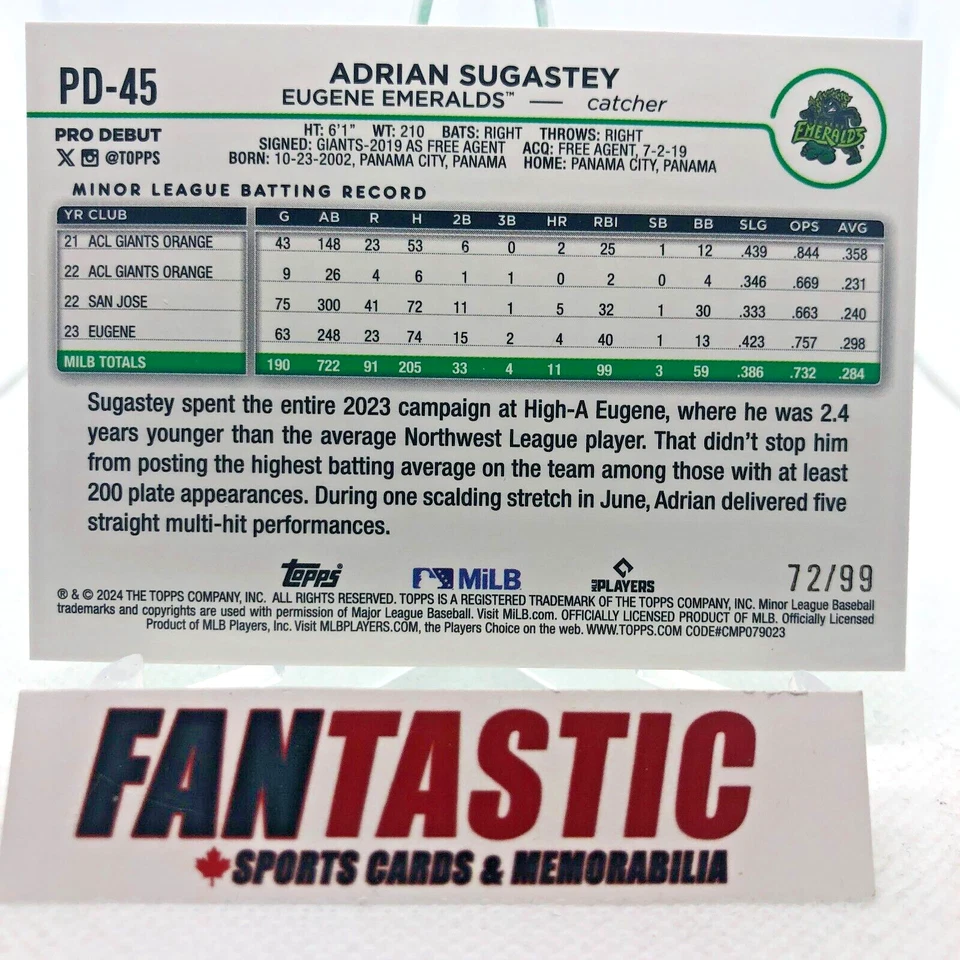 PD-45
ADRIAN SUGASTEY
EUGENE EMERALDS™ — catcher
EMERALDS
PRO DEBUT
X @TOPPS
HT: 6'1" WT: 210 BATS: RIGHT THROWS: RIGHT
SIGNED: GIANTS-2019 AS FREE AGENT ACQ: FREE AGENT, 7-2-19
BORN: 10-23-2002, PANAMA CITY, PANAMA HOME: PANAMA CITY, PANAMA
MINOR LEAGUE BATTING RECORD
YR CLUB G AB R H 2B 3B HR RBI SB BB SLG OPS AVG
21 ACL GIANTS ORANGE 43 148 23 53 6 0 2 25 1 12 .439 .844 .358
22 ACL GIANTS ORANGE 9 26 4 6 1 1 0 2 0 4 .346 .669 .231
22 SAN JOSE 75 300 41 72 11 1 5 32 1 30 .333 .663 .240
23 EUGENE 63 248 23 74 15 2 4 40 1 13 .423 .757 .298
MILB TOTALS 190 722 91 205 33 4 11 99 3 59 .386 .732 .284
Sugastey spent the entire 2023 campaign at High-A Eugene, where he was 2.4
years younger than the average Northwest League player. That didn't stop him
from posting the highest batting average on the team among those with at least
200 plate appearances. During one scalding stretch in June, Adrian delivered five
straight multi-hit performances.
Topps MiLB MLB PLAYERS 72/99
® & © 2024 THE TOPPS COMPANY, INC. ALL RIGHTS RESERVED. TOPPS IS A REGISTERED TRADEMARK OF THE TOPPS COMPANY, INC. Minor League Baseball
trademarks and copyrights are used with permission of Major League Baseball. Visit MiLB.com. OFFICIALLY LICENSED PRODUCT OF MLB. Officially Licensed
Product of MLB Players, Inc. Visit MLBPLAYERS.COM, the Players Choice on the web. WWW.TOPPS.COM CODE#CMP079023
FANTASTIC
SPORTS CARDS & MEMORABILIA